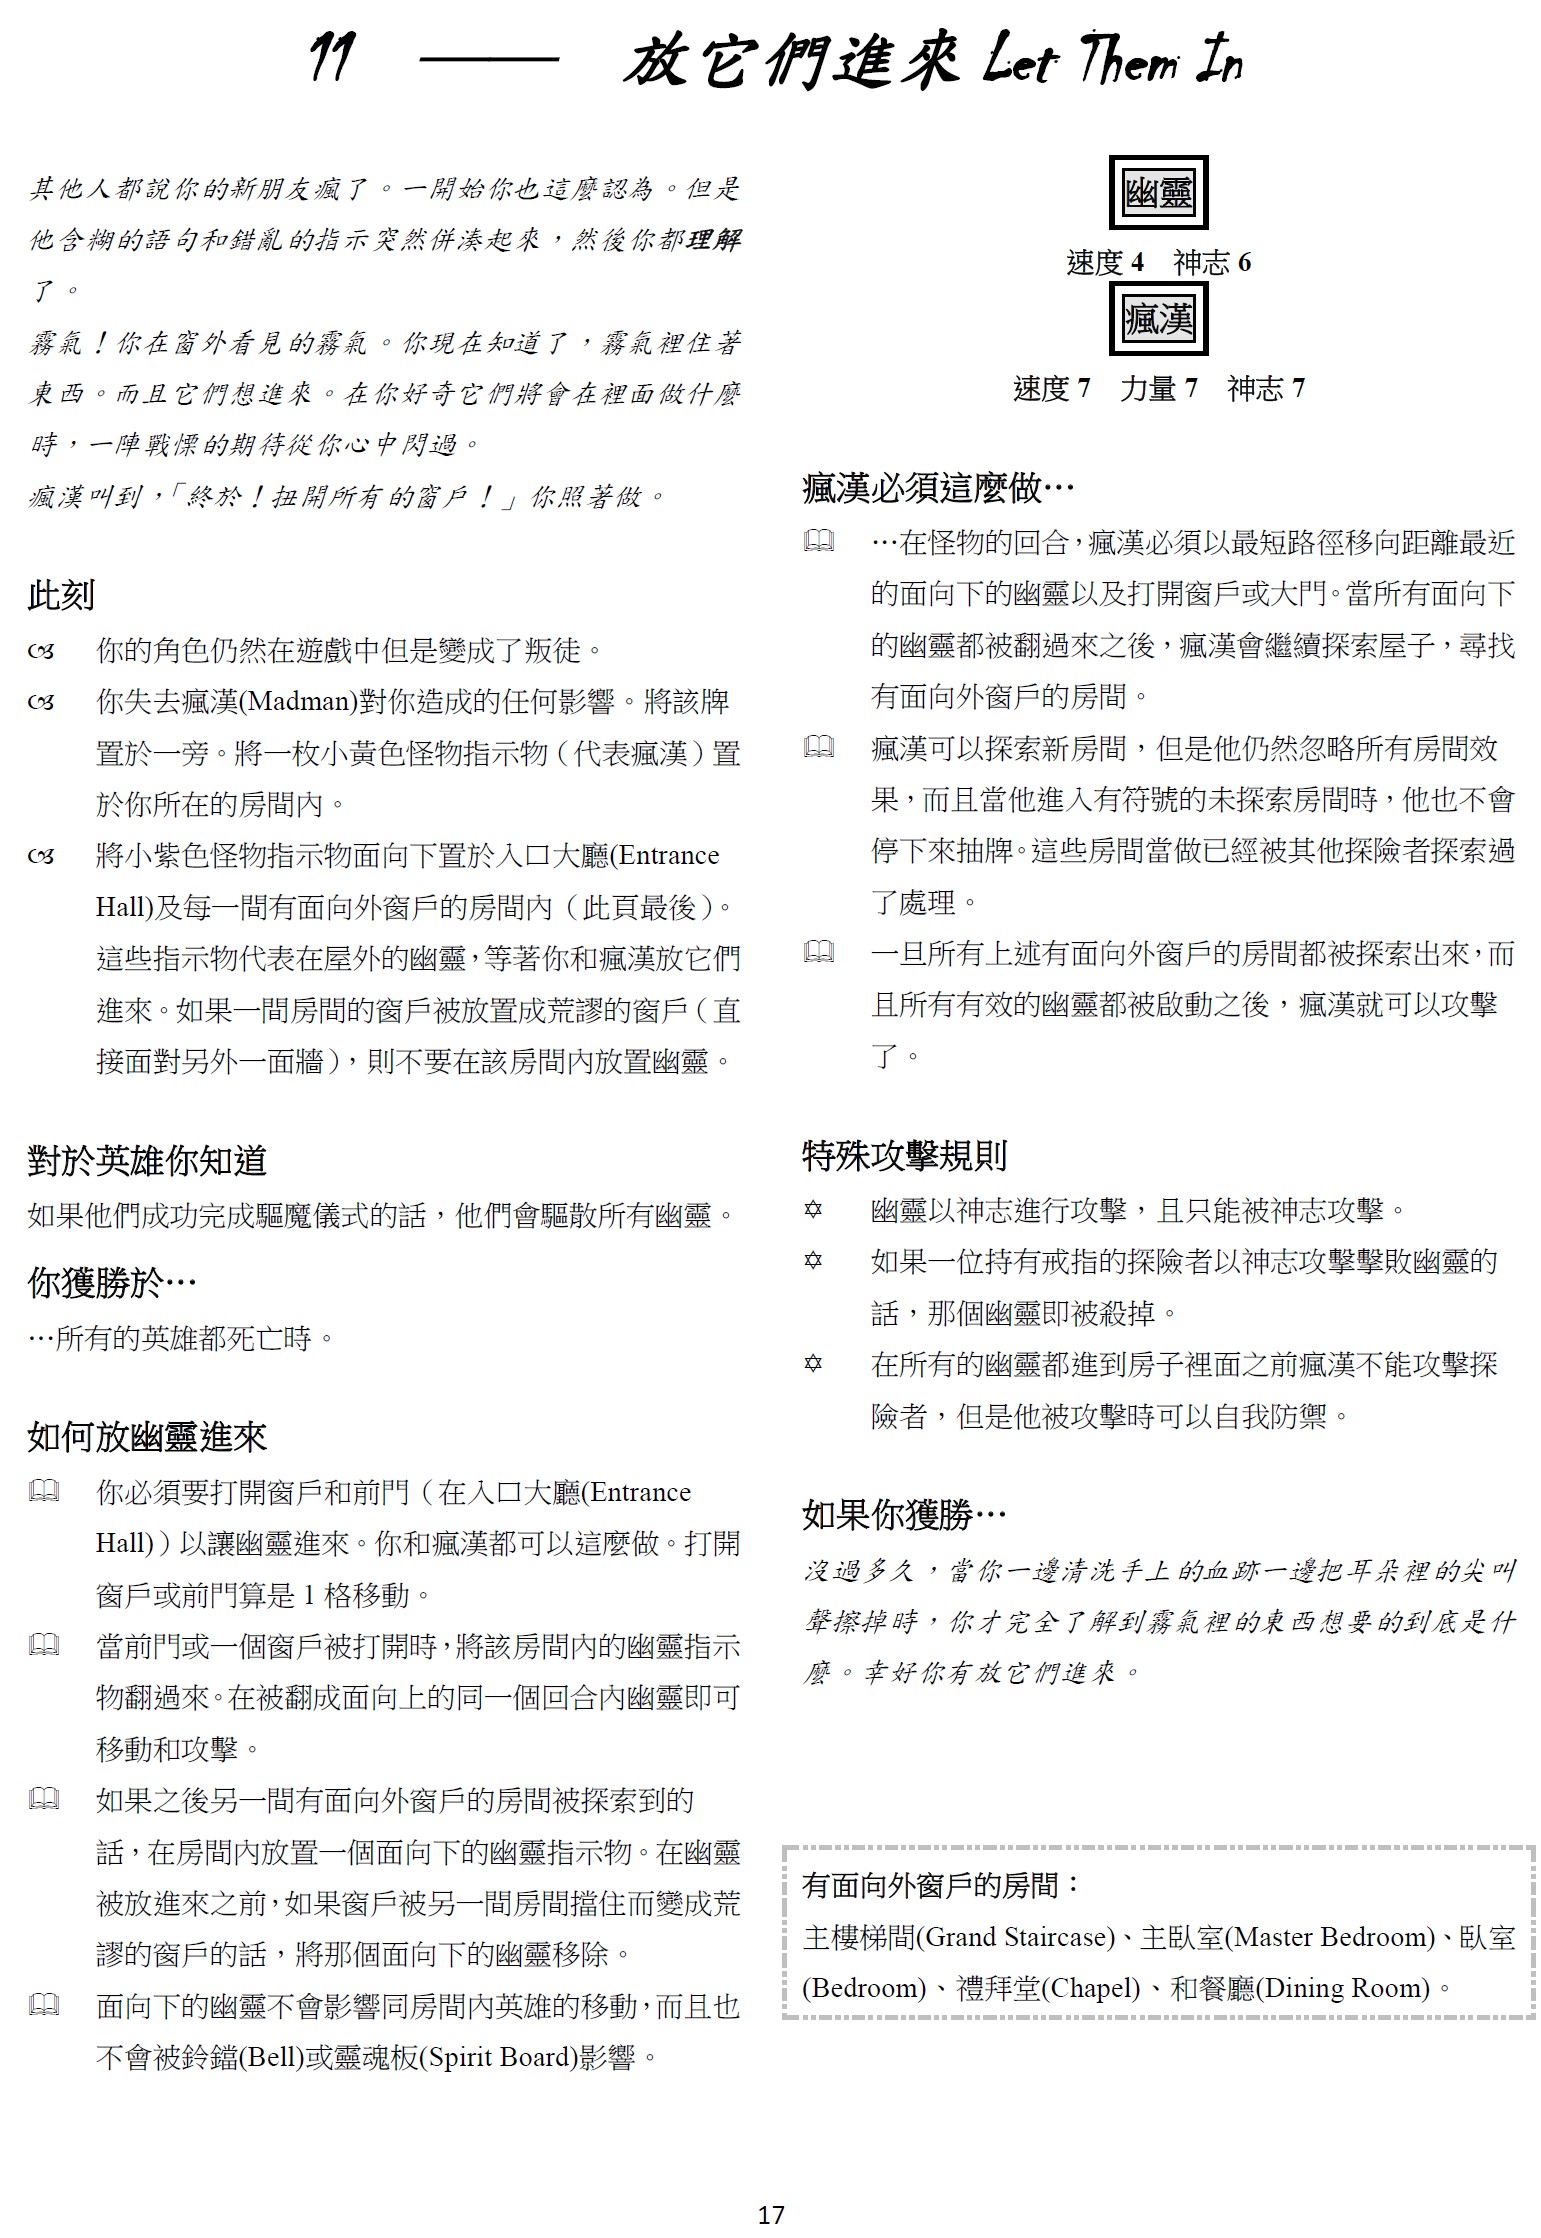 11 —— 放它們進來 Let Them In
其他人都說你的新朋友瘋了。一開始你也這麼認為。但是
他含糊的語句和錯亂的指示突然併湊起來，然後你都理解
了。
霧氣！你在窗外看見的霧氣。你現在知道了，霧氣裡住著
東西。而且它們想進來。在你好奇它們將會在裡面做什麼
時，一陣戰慄的期待從你心中閃過。
瘋漢叫到，「終於！扭開所有的窗戶！」你照著做。
此刻
你的角色仍然在遊戲中但是變成了叛徒。
你失去瘋漢(Madman)對你造成的任何影響。將該牌
置於一旁。將一枚小黃色怪物指示物（代表瘋漢）置
於你所在的房間內。
將小紫色怪物指示物面向下置於入口大廳(Entrance
Hall)及每一間有面向外窗戶的房間內（此頁最後）。
這些指示物代表在屋外的幽靈，等著你和瘋漢放它們
進來。如果一間房間的窗戶被放置成荒謬的窗戶（直
接面對另外一面牆），則不要在該房間內放置幽靈。
對於英雄你知道
如果他們成功完成驅魔儀式的話，他們會驅散所有幽靈。
你獲勝於…
…所有的英雄都死亡時。
如何放幽靈進來
你必須要打開窗戶和前門（在入口大廳(Entrance
Hall)）以讓幽靈進來。你和瘋漢都可以這麼做。打開
窗戶或前門算是 1 格移動。
當前門或一個窗戶被打開時，將該房間內的幽靈指示
物翻過來。在被翻成面向上的同一個回合內幽靈即可
移動和攻擊。
如果之後另一間有面向外窗戶的房間被探索到的
話，在房間內放置一個面向下的幽靈指示物。在幽靈
被放進來之前，如果窗戶被另一間房間擋住而變成荒
謬的窗戶的話，將那個面向下的幽靈移除。
面向下的幽靈不會影響同房間內英雄的移動，而且也
不會被鈴鐺(Bell)或靈魂板(Spirit Board)影響。
幽靈
速度 4 神志 6
瘋漢
速度 7 力量 7 神志 7
瘋漢必須這麼做…
…在怪物的回合，瘋漢必須以最短路徑移向距離最近
的面向下的幽靈以及打開窗戶或大門。當所有面向下
的幽靈都被翻過來之後，瘋漢會繼續探索屋子，尋找
有面向外窗戶的房間。
瘋漢可以探索新房間，但是他仍然忽略所有房間效
果，而且當他進入有符號的未探索房間時，他也不會
停下來抽牌。這些房間當做已經被其他探險者探索過
了處理。
一旦所有上述有面向外窗戶的房間都被探索出來，而
且所有有效的幽靈都被啟動之後，瘋漢就可以攻擊
了。
特殊攻擊規則
幽靈以神志進行攻擊，且只能被神志攻擊。
如果一位持有戒指的探險者以神志攻擊擊敗幽靈的
話，那個幽靈即被殺掉。
在所有的幽靈都進到房子裡面之前瘋漢不能攻擊探
險者，但是他被攻擊時可以自我防禦。
如果你獲勝…
沒過多久，當你一邊清洗手上的血跡一邊把耳朵裡的尖叫
聲擦掉時，你才完全了解到霧氣裡的東西想要的到底是什
麼。幸好你有放它們進來。
有面向外窗戶的房間：
主樓梯間(Grand Staircase)、主臥室(Master Bedroom)、臥室
(Bedroom)、禮拜堂(Chapel)、和餐廳(Dining Room)。
17